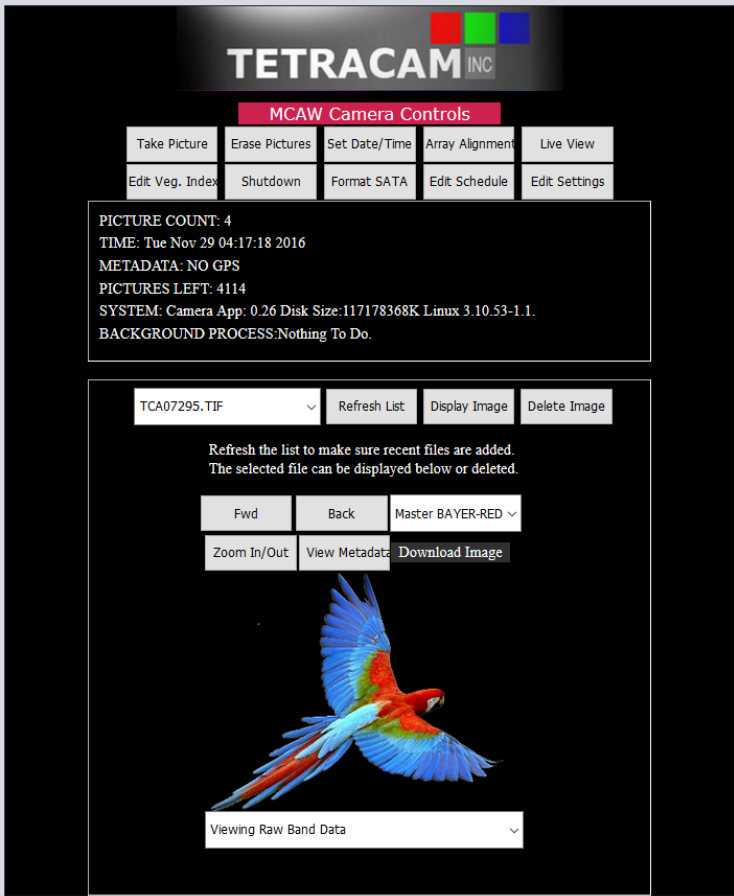 TETRACAM INC
MCAW Camera Controls
Take Picture Erase Pictures Set Date/Time Array Alignment Live View
Edit Veg. Index Shutdown Format SATA Edit Schedule Edit Settings
PICTURE COUNT: 4
TIME: Tue Nov 29 04:17:18 2016
METADATA: NO GPS
PICTURES LEFT: 4114
SYSTEM: Camera App: 0.26 Disk Size:117178368K Linux 3.10.53-1.1.
BACKGROUND PROCESS:Nothing To Do.
TCA07295.TIF Refresh List Display Image Delete Image
Refresh the list to make sure recent files are added.
The selected file can be displayed below or deleted.
Fwd Back Master BAYER-RED
Zoom In/Out View Metadata Download Image
Viewing Raw Band Data